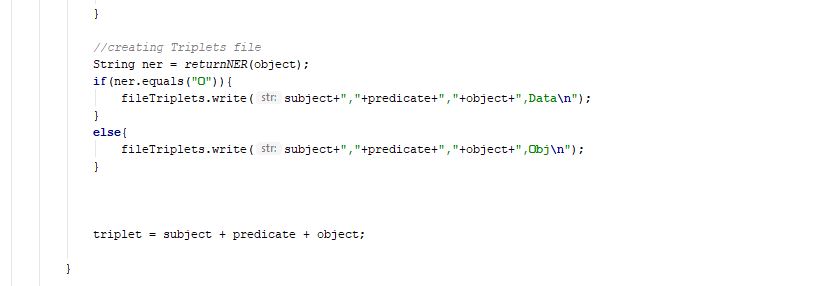 }
//creating Triplets file
String ner = returnNER(object);
if(ner.equals("O")){
fileTriplets.write( str: subject+","+predicate+","+object+",Data\n");
}
else{
fileTriplets.write( str: subject+","+predicate+","+object+",Obj\n");
}
triplet = subject + predicate + object;
}